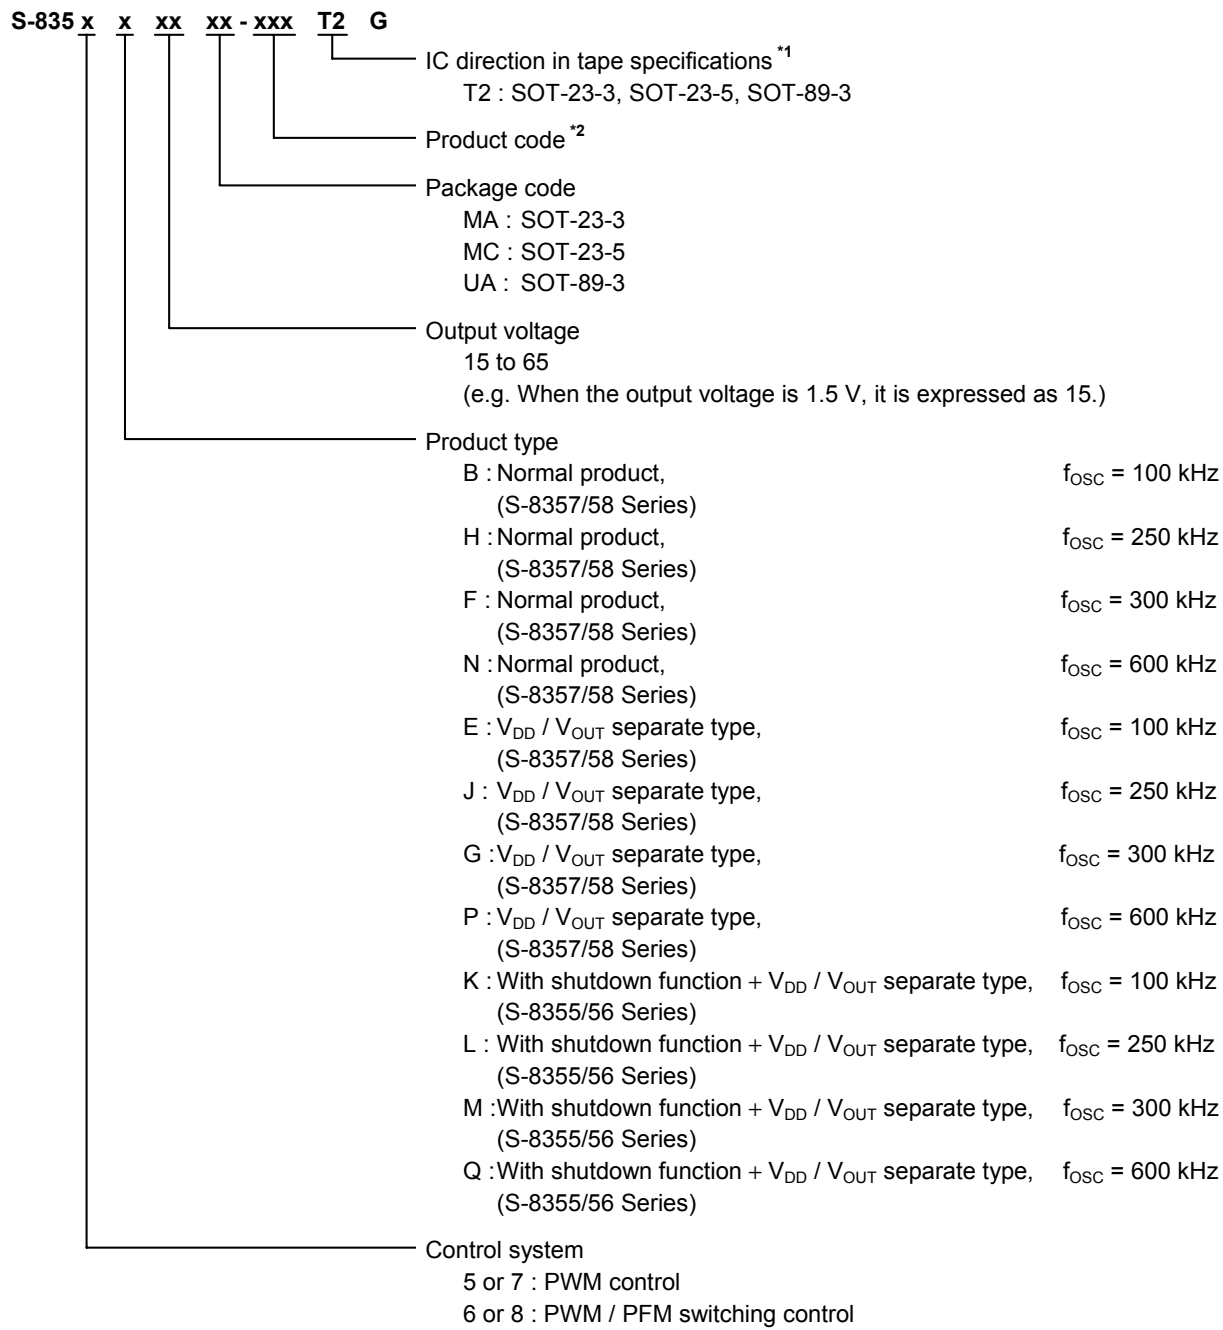 S-835 x x xx xx - xxx T2 G
IC direction in tape specifications *1
T2 : SOT-23-3, SOT-23-5, SOT-89-3
Product code *2
Package code
MA : SOT-23-3
MC : SOT-23-5
UA : SOT-89-3
Output voltage
15 to 65
(e.g. When the output voltage is 1.5 V, it is expressed as 15.)
Product type
B : Normal product, fOSC = 100 kHz
(S-8357/58 Series)
H : Normal product, fOSC = 250 kHz
(S-8357/58 Series)
F : Normal product, fOSC = 300 kHz
(S-8357/58 Series)
N : Normal product, fOSC = 600 kHz
(S-8357/58 Series)
E : VDD / VOUT separate type, fOSC = 100 kHz
(S-8357/58 Series)
J : VDD / VOUT separate type, fOSC = 250 kHz
(S-8357/58 Series)
G : VDD / VOUT separate type, fOSC = 300 kHz
(S-8357/58 Series)
P : VDD / VOUT separate type, fOSC = 600 kHz
(S-8357/58 Series)
K : With shutdown function + VDD / VOUT separate type, fOSC = 100 kHz
(S-8355/56 Series)
L : With shutdown function + VDD / VOUT separate type, fOSC = 250 kHz
(S-8355/56 Series)
M : With shutdown function + VDD / VOUT separate type, fOSC = 300 kHz
(S-8355/56 Series)
Q : With shutdown function + VDD / VOUT separate type, fOSC = 600 kHz
(S-8355/56 Series)
Control system
5 or 7 : PWM control
6 or 8 : PWM / PFM switching control